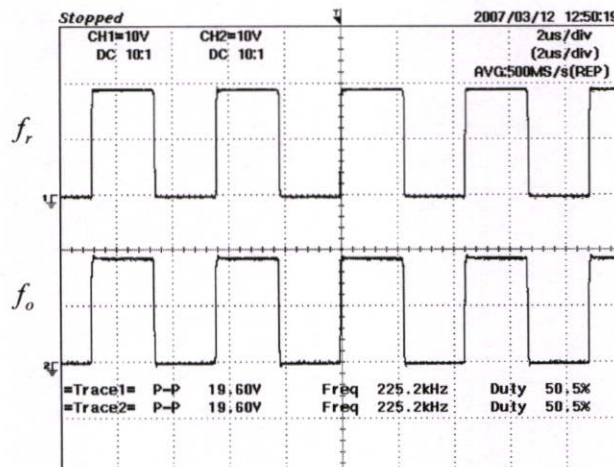 Stopped
2007/03/12 12:50:19
CH1=10V CH2=10V 2us/div
DC 10:1 DC 10:1 (2us/div)
AVG:500MS/s(REP)
fr
fo
=Trace1= P-P 19.60V Freq 225.2kHz Duty 50.5%
=Trace2= P-P 19.60V Freq 225.2kHz Duty 50.5%